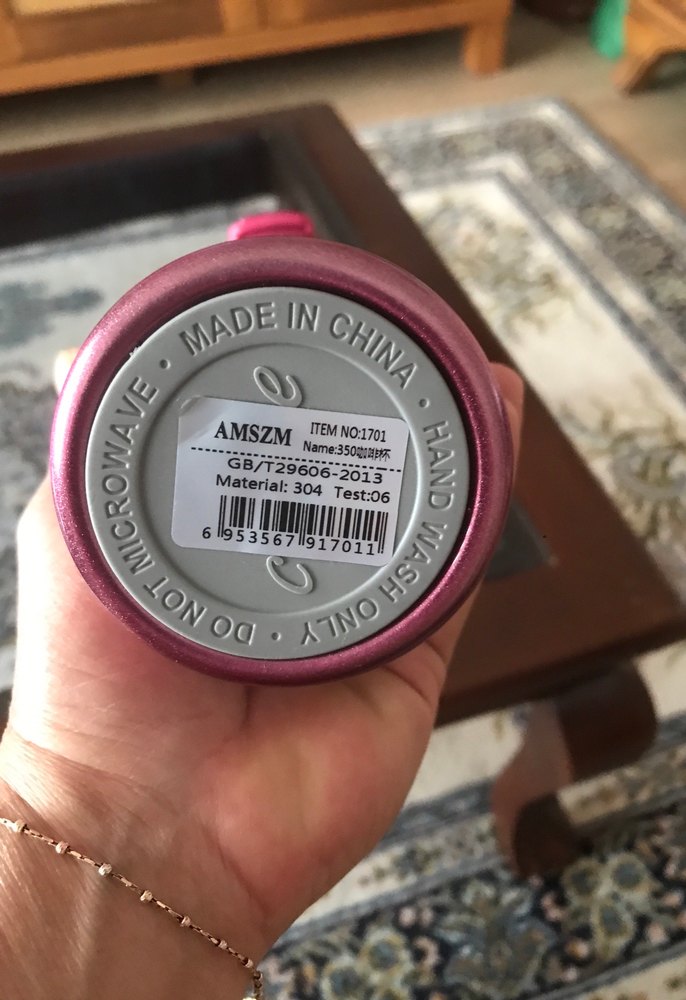 MADE IN CHINA • HAND WASH ONLY • DO NOT MICROWAVE •
e
AMSZM
ITEM NO:1701
Name:350咖啡杯
GB/T29606-2013
Material: 304 Test:06
6 953567 917011
c